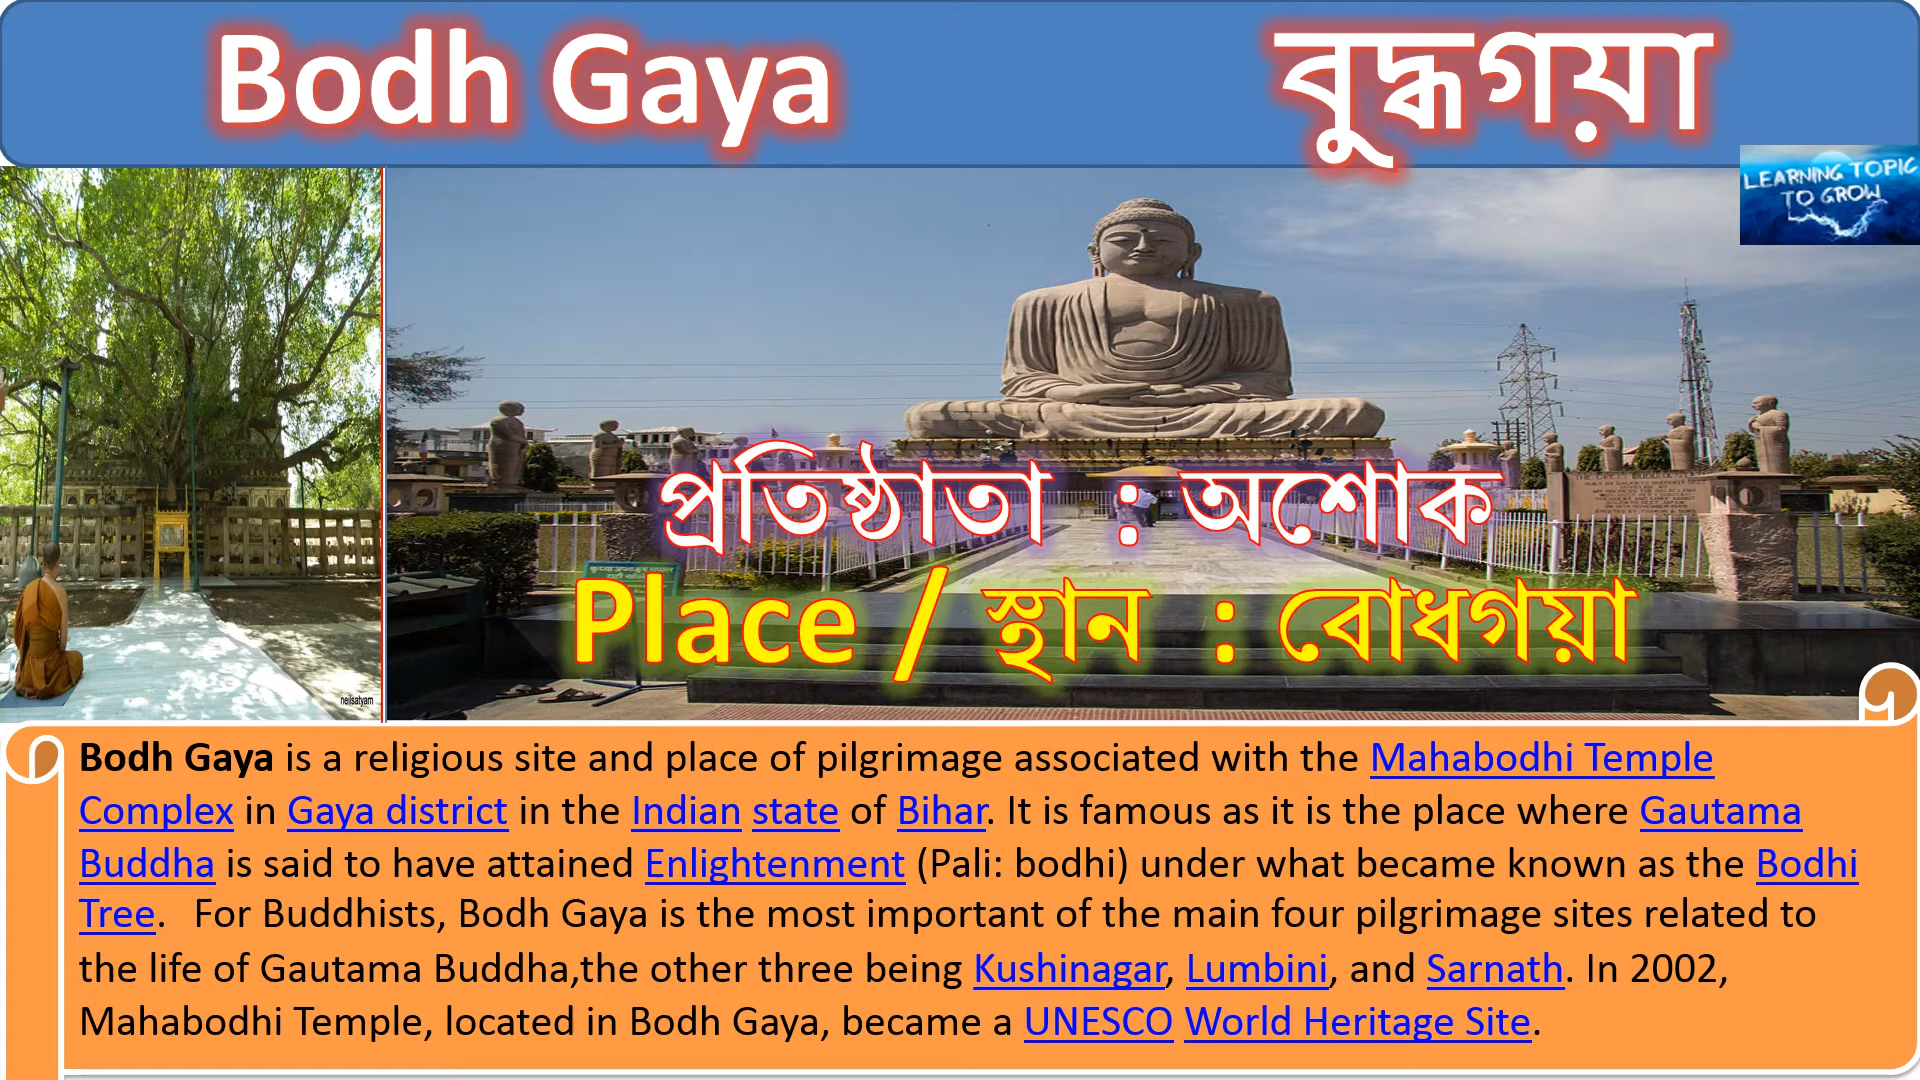 Bodh Gaya
বুদ্ধগয়া
LEARNING TOPIC
TO GROW
প্রতিষ্ঠাতা : অশোক
Place / স্থান : বোধগয়া
neilsatyam
Bodh Gaya is a religious site and place of pilgrimage associated with the Mahabodhi Temple
Complex in Gaya district in the Indian state of Bihar. It is famous as it is the place where Gautama
Buddha is said to have attained Enlightenment (Pali: bodhi) under what became known as the Bodhi
Tree. For Buddhists, Bodh Gaya is the most important of the main four pilgrimage sites related to
the life of Gautama Buddha,the other three being Kushinagar, Lumbini, and Sarnath. In 2002,
Mahabodhi Temple, located in Bodh Gaya, became a UNESCO World Heritage Site.